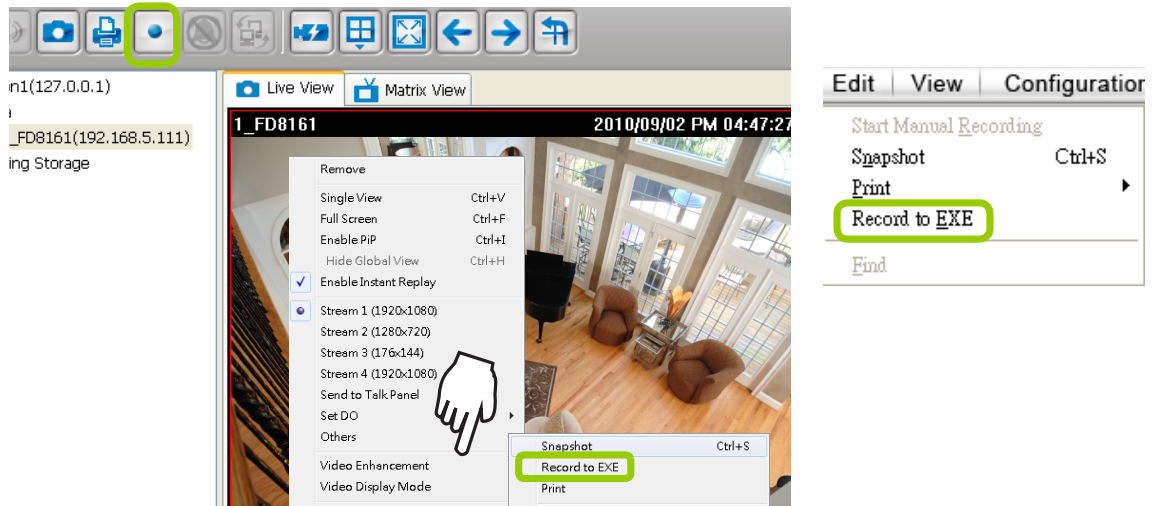 n1(127.0.0.1)
_FD8161(192.168.5.111)
ing Storage
Live View
Matrix View
1_FD8161
2010/09/02 PM 04:47:27
Remove
Single View Ctrl+V
Full Screen Ctrl+F
Enable PiP Ctrl+I
Hide Global View Ctrl+H
Enable Instant Replay
Stream 1 (1920x1080)
Stream 2 (1280x720)
Stream 3 (176x144)
Stream 4 (1920x1080)
Send to Talk Panel
Set DO
Others
Video Enhancement
Video Display Mode
Snapshot Ctrl+S
Record to EXE
Print
Edit View Configuration
Start Manual Recording
Snapshot Ctrl+S
Print
Record to EXE
Find